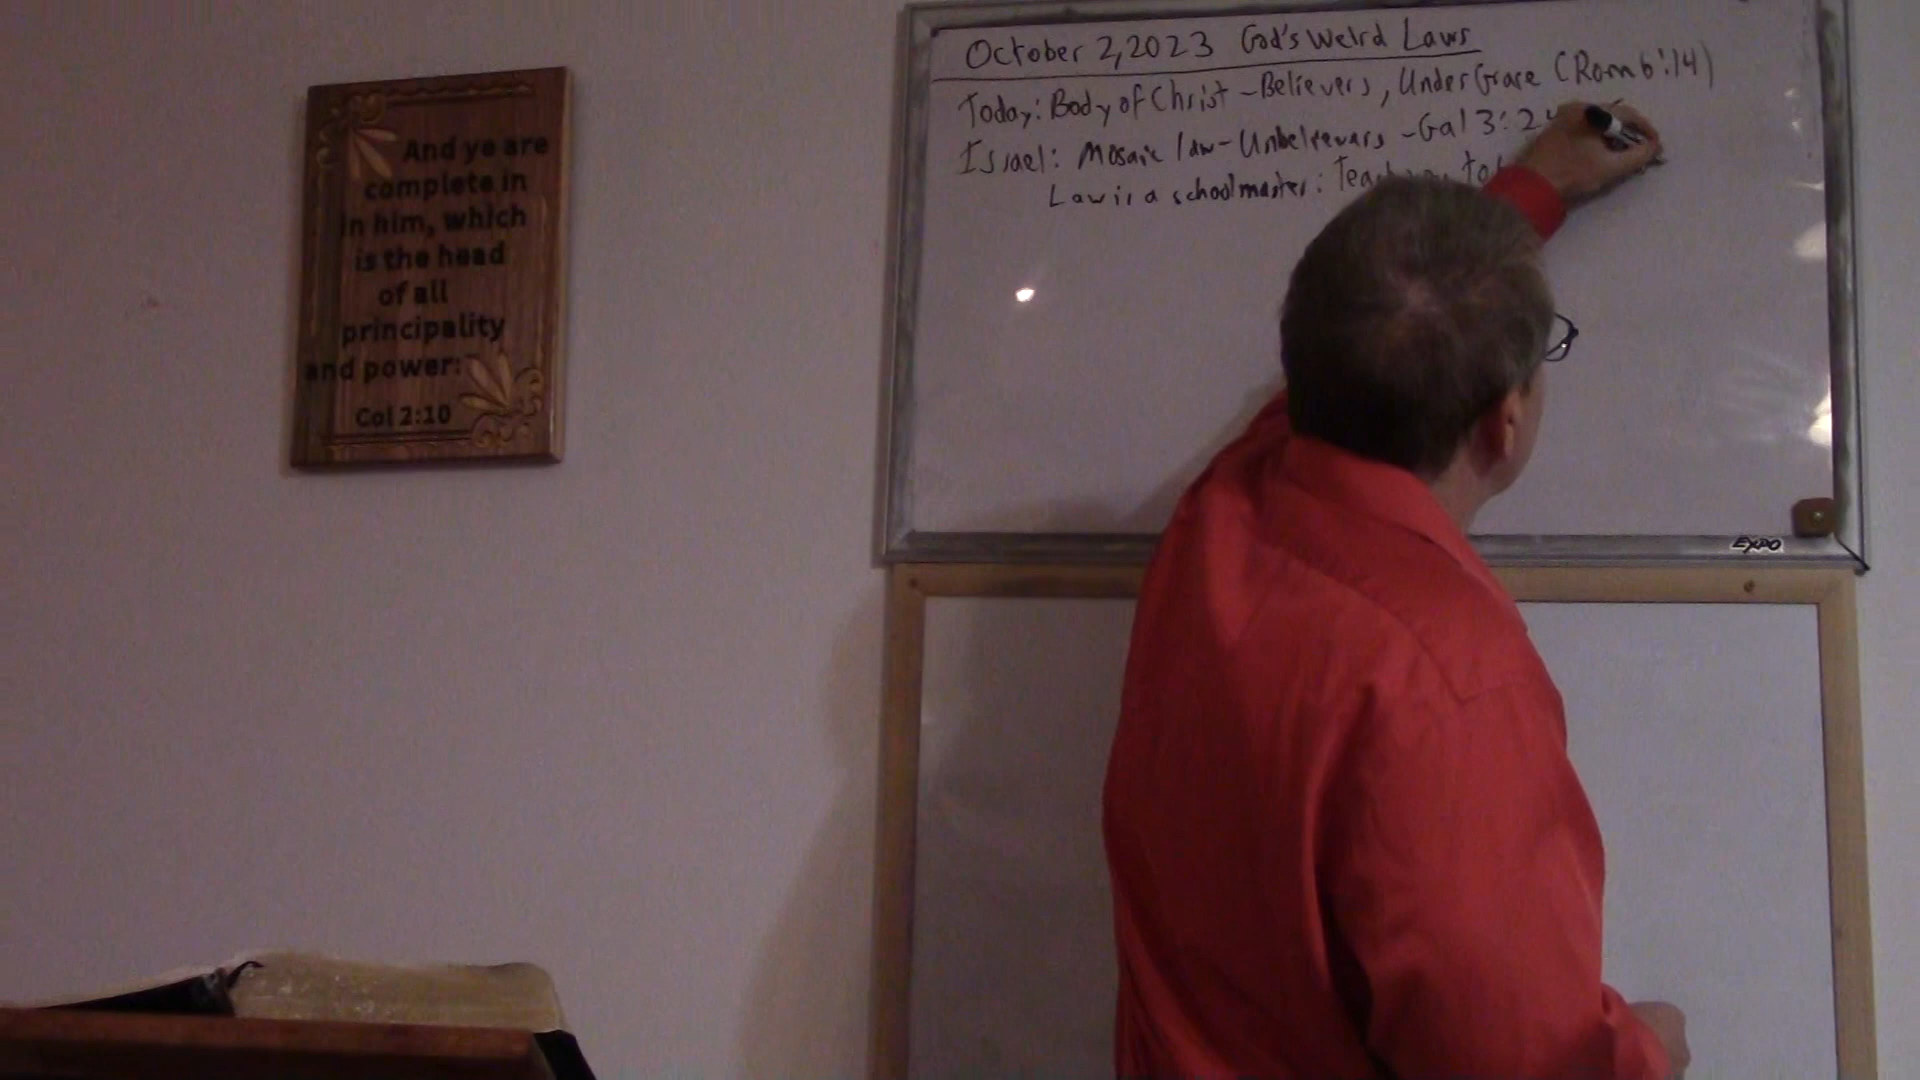 And ye are
complete in
in him, which
is the head
of all
principality
and power:
Col 2:10
October 2, 2023 God's Weird Laws
Today: Body of Christ - Believers, Under Grace (Rom 6:14)
Israel: Mosaic law - Unbelievers - Gal 3:24
Law is a schoolmaster:
EXPO